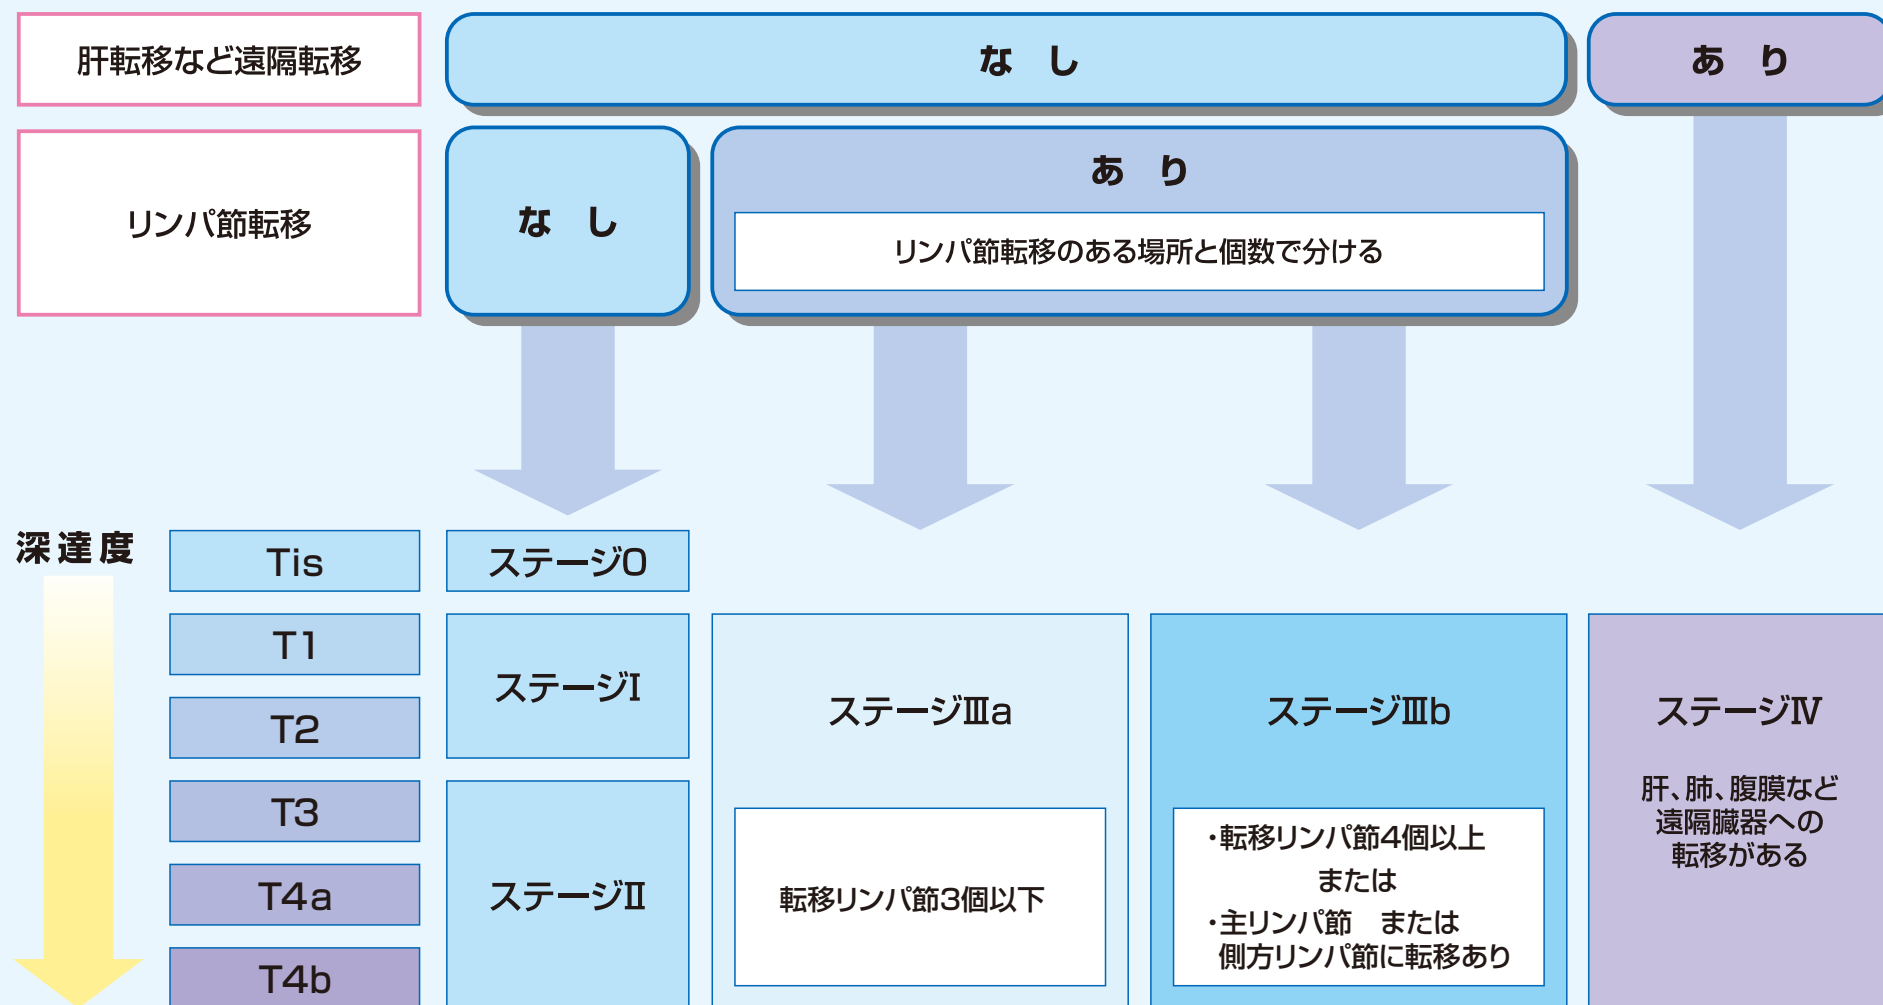 肝転移など遠隔転移
なし
あり
リンパ節転移
なし
あり
リンパ節転移のある場所と個数で分ける
深達度
Tis
ステージ0
T1
ステージⅠ
T2
ステージⅢa
ステージⅢb
ステージⅣ
T3
肝、肺、腹膜など
遠隔臓器への
転移がある
T4a
ステージⅡ
転移リンパ節3個以下
・転移リンパ節4個以上
または
・主リンパ節　または
側方リンパ節に転移あり
T4b